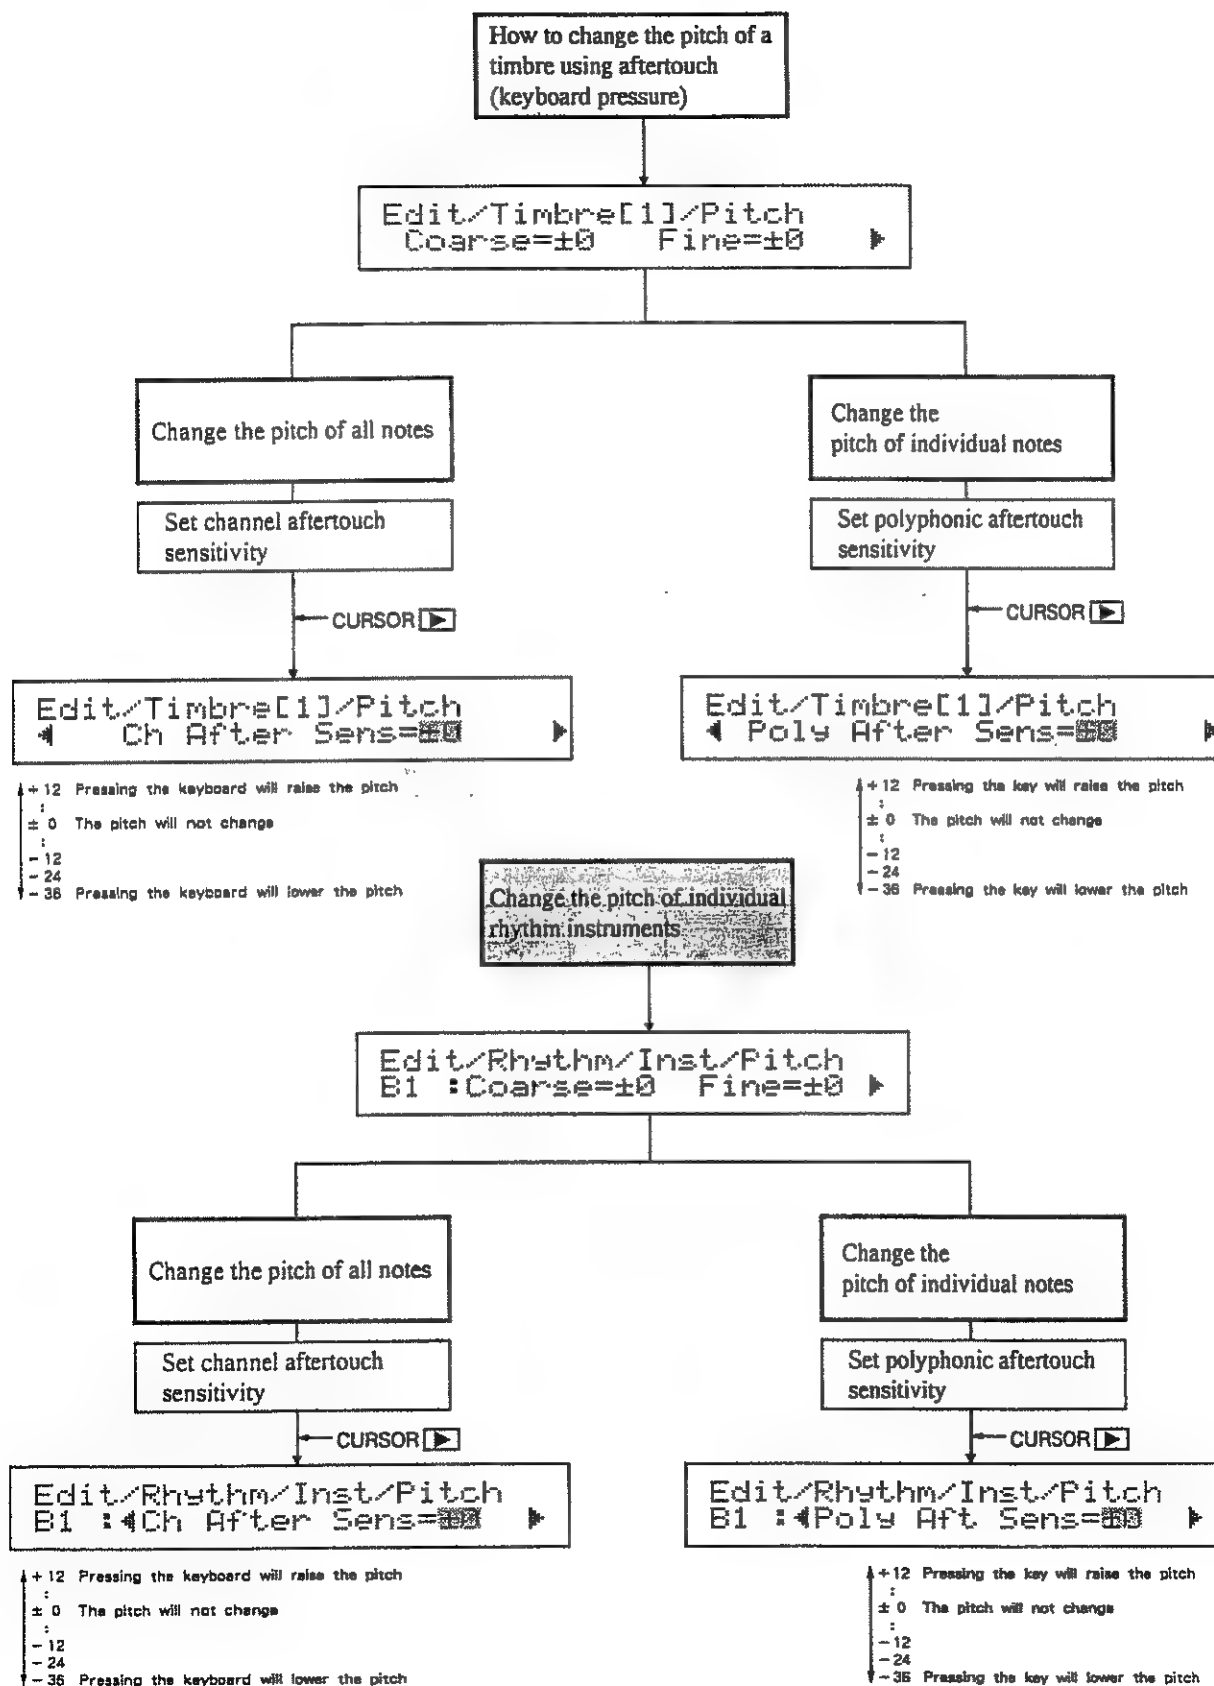 How to change the pitch of a
timbre using aftertouch
(keyboard pressure)
Edit/Timbre[1]/Pitch
Coarse=±0 Fine=±0 ▶
Change the pitch of all notes
Set channel aftertouch
sensitivity
CURSOR ▶
Edit/Timbre[1]/Pitch
◀ Ch After Sens=±0 ▶
+ 12 Pressing the keyboard will raise the pitch
:
± 0 The pitch will not change
:
- 12
- 24
- 36 Pressing the keyboard will lower the pitch
Change the
pitch of individual notes
Set polyphonic aftertouch
sensitivity
CURSOR ▶
Edit/Timbre[1]/Pitch
◀ Poly After Sens=±0 ▶
+ 12 Pressing the key will raise the pitch
:
± 0 The pitch will not change
:
- 12
- 24
- 36 Pressing the key will lower the pitch
Change the pitch of individual
rhythm instruments
Edit/Rhythm/Inst/Pitch
B1 :Coarse=±0 Fine=±0 ▶
Change the pitch of all notes
Set channel aftertouch
sensitivity
CURSOR ▶
Edit/Rhythm/Inst/Pitch
B1 :◀Ch After Sens=±0 ▶
+ 12 Pressing the keyboard will raise the pitch
:
± 0 The pitch will not change
:
- 12
- 24
- 36 Pressing the keyboard will lower the pitch
Change the
pitch of individual notes
Set polyphonic aftertouch
sensitivity
CURSOR ▶
Edit/Rhythm/Inst/Pitch
B1 :◀Poly Aft Sens=±0 ▶
+ 12 Pressing the key will raise the pitch
:
± 0 The pitch will not change
:
- 12
- 24
- 36 Pressing the key will lower the pitch